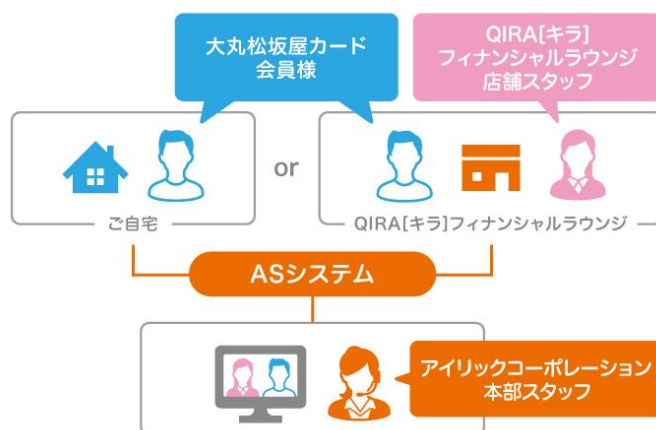 大丸松坂屋カード
会員様
QIRA[キラ]
フィナンシャルラウンジ
店舗スタッフ
or
ご自宅
QIRA[キラ]フィナンシャルラウンジ
ASシステム
アイリックコーポレーション
本部スタッフ